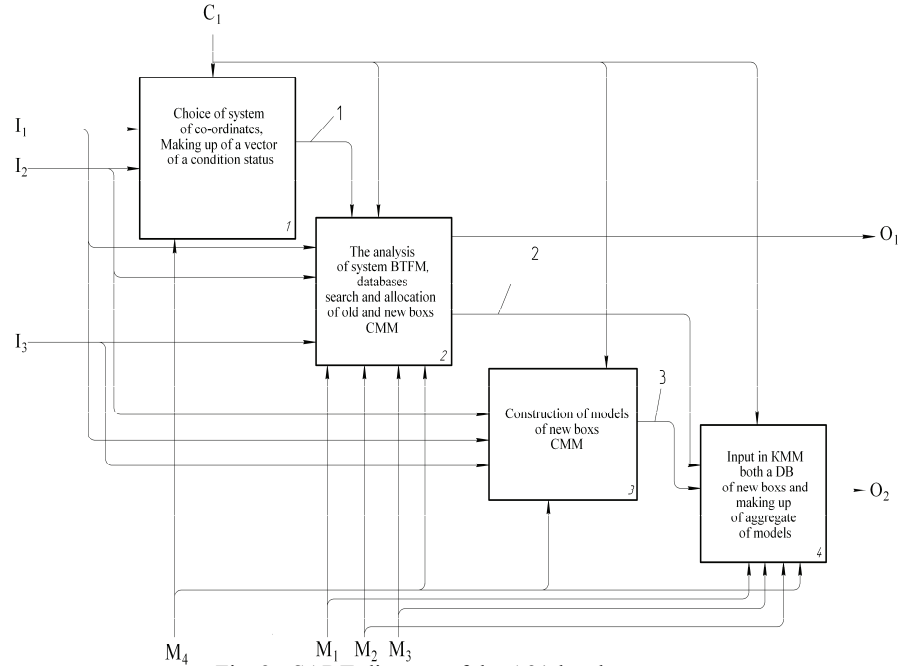 C1
I1
I2
I3
Choice of system
of co-ordinates,
Making up of a vector
of a condition status
1
1
The analysis
of system BTFM,
databases
search and allocation
of old and new boxs
CMM
2
O1
2
Construction of models
of new boxs
CMM
3
3
Input in KMM
both a DB
of new boxs and
making up
of aggregate
of models
4
O2
M4
M1
M2
M3